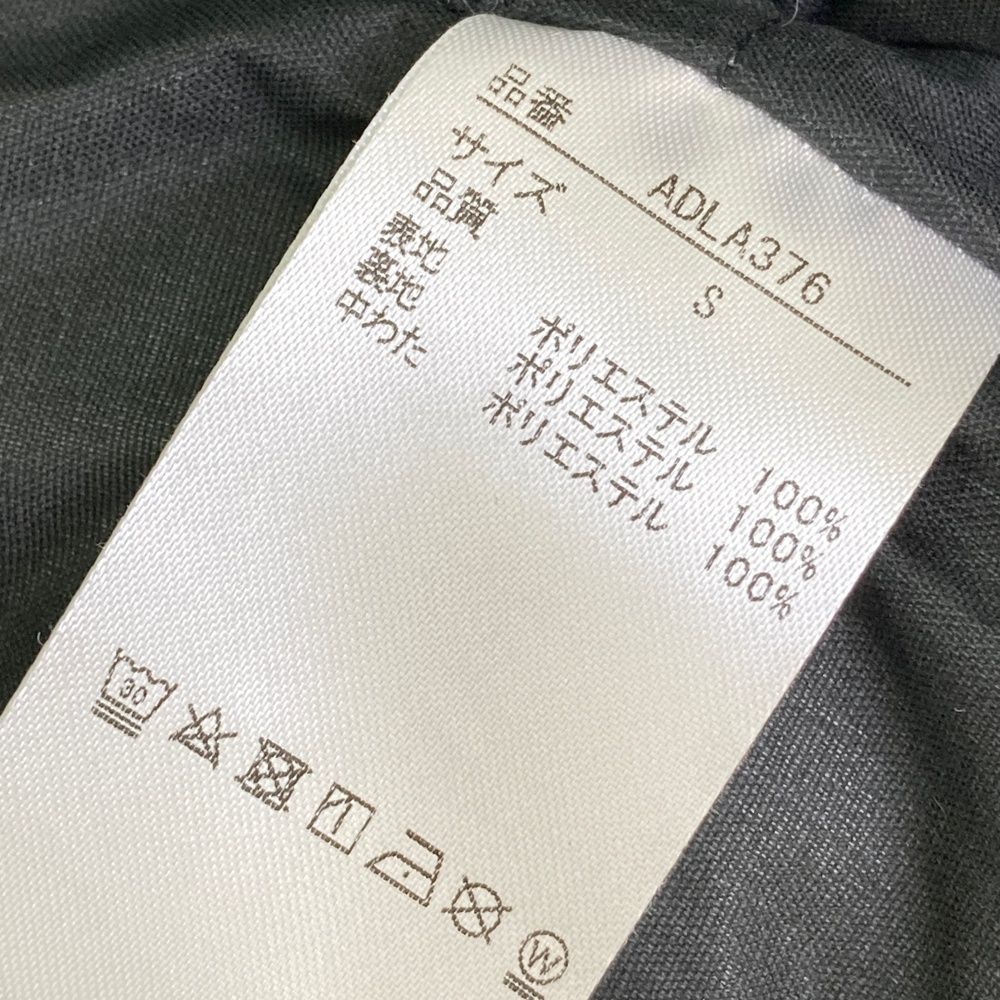 品番 ADLA376
サイズ S
品質
表地 ポリエステル 100%
裏地 ポリエステル 100%
中わた ポリエステル 100%
30
W